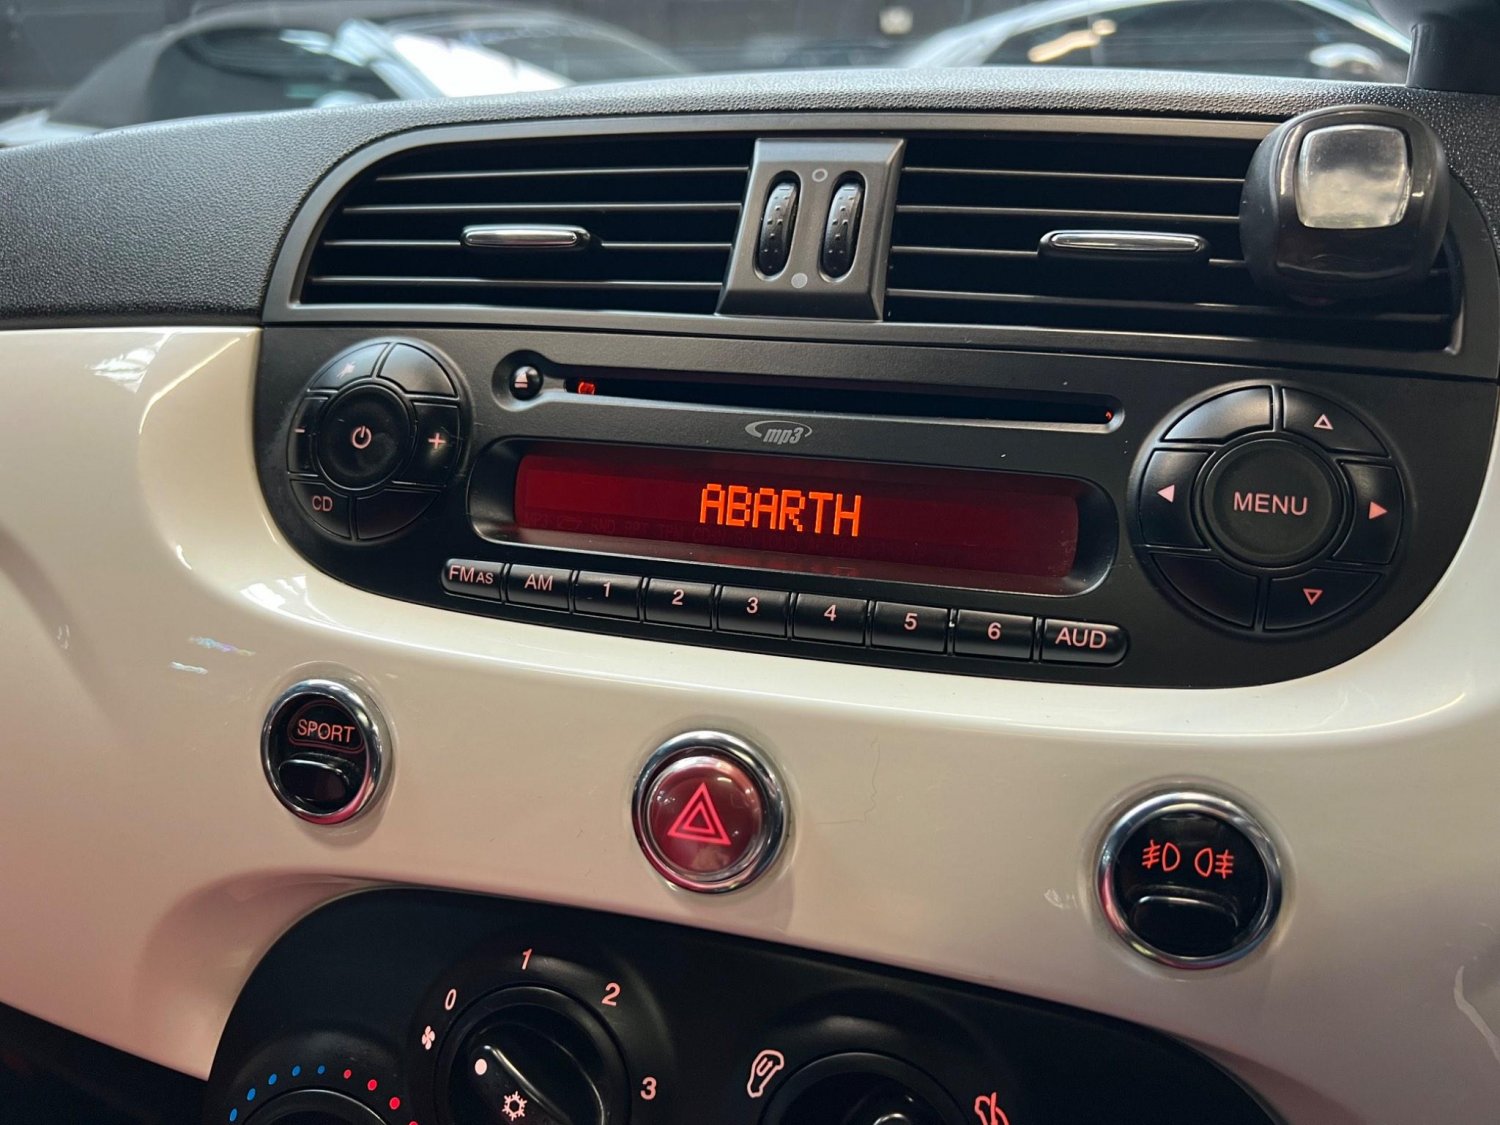 CD
mp3
ABARTH
MENU
FM AS AM 1 2 3 4 5 6 AUD
SPORT
0 1 2 3